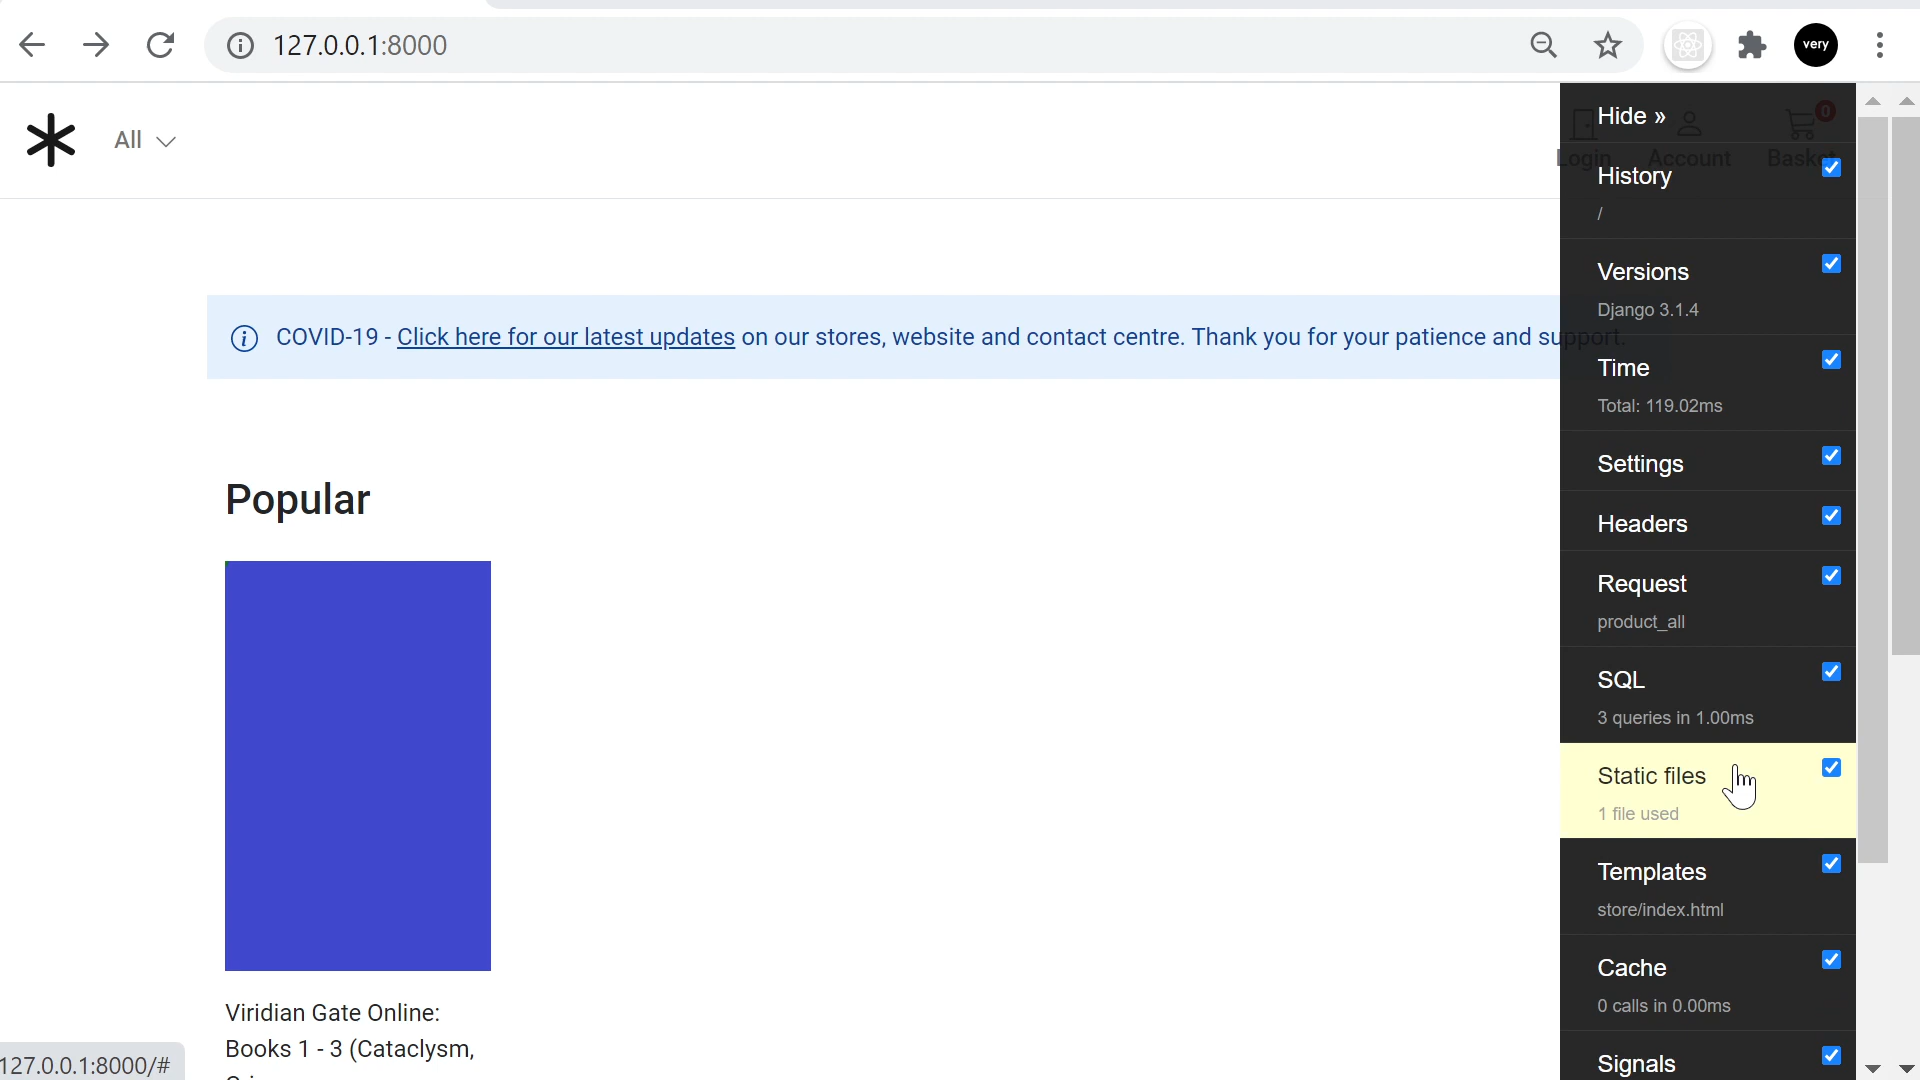 127.0.0.1:8000
very
All
Login
Account
Basket
0
COVID-19 - Click here for our latest updates on our stores, website and contact centre. Thank you for your patience and support.
Popular
Viridian Gate Online:
Books 1 - 3 (Cataclysm,
Hide »
History
/
Versions
Django 3.1.4
Time
Total: 119.02ms
Settings
Headers
Request
product_all
SQL
3 queries in 1.00ms
Static files
1 file used
Templates
store/index.html
Cache
0 calls in 0.00ms
Signals
127.0.0.1:8000/#